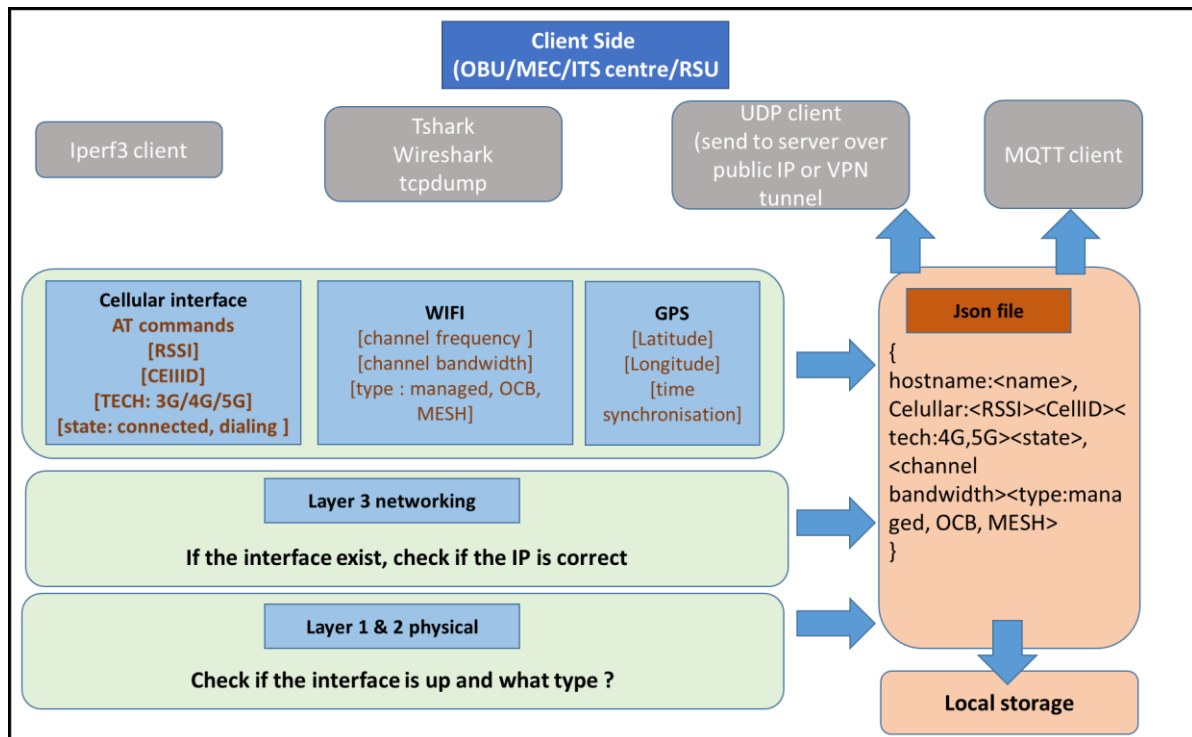 Client Side
(OBU/MEC/ITS centre/RSU
Iperf3 client
Tshark
Wireshark
tcpdump
UDP client
(send to server over
public IP or VPN
tunnel
MQTT client
Cellular interface
AT commands
[RSSI]
[CEIIID]
[TECH: 3G/4G/5G]
[state: connected, dialing ]
WIFI
[channel frequency ]
[channel bandwidth]
[type : managed, OCB,
MESH]
GPS
[Latitude]
[Longitude]
[time
synchronisation]
Json file
{
hostname:<name>,
Celullar:<RSSI><CellID><
tech:4G,5G><state>,
<channel
bandwidth><type:mana
ged, OCB, MESH>
}
Layer 3 networking
If the interface exist, check if the IP is correct
Layer 1 & 2 physical
Check if the interface is up and what type ?
Local storage